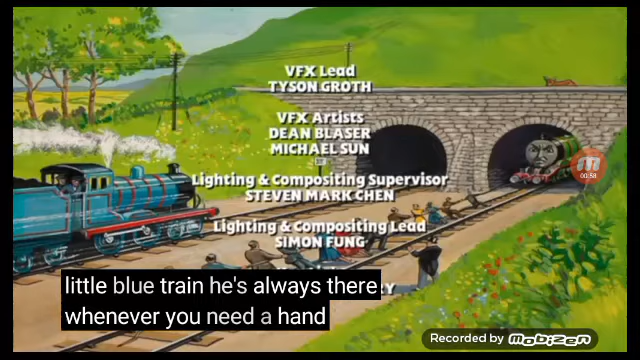 VFX Lead
TYSON GROTH
VFX Artists
DEAN BLASER
MICHAEL SUN
Lighting & Compositing Supervisor
STEVEN MARK CHEN
Lighting & Compositing Lead
SIMON FUNG
little blue train he's always there
whenever you need a hand
00:58
Recorded by mobizen